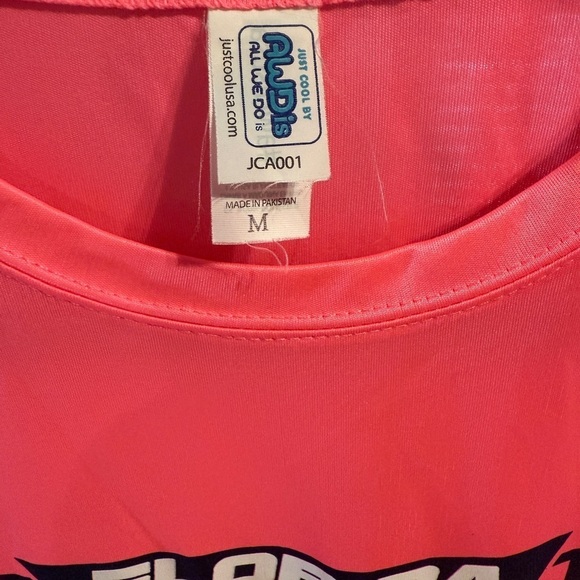 JUST COOL BY
AWDis
ALL WE DO is
justcoolusa.com
JCA001
MADE IN PAKISTAN
M